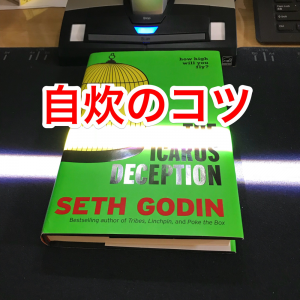 how high
will you
fly?
自炊のコツ
THE
ICARUS
DECEPTION
SETH GODIN
Bestselling author of Tribes, Linchpin, and Poke the Box